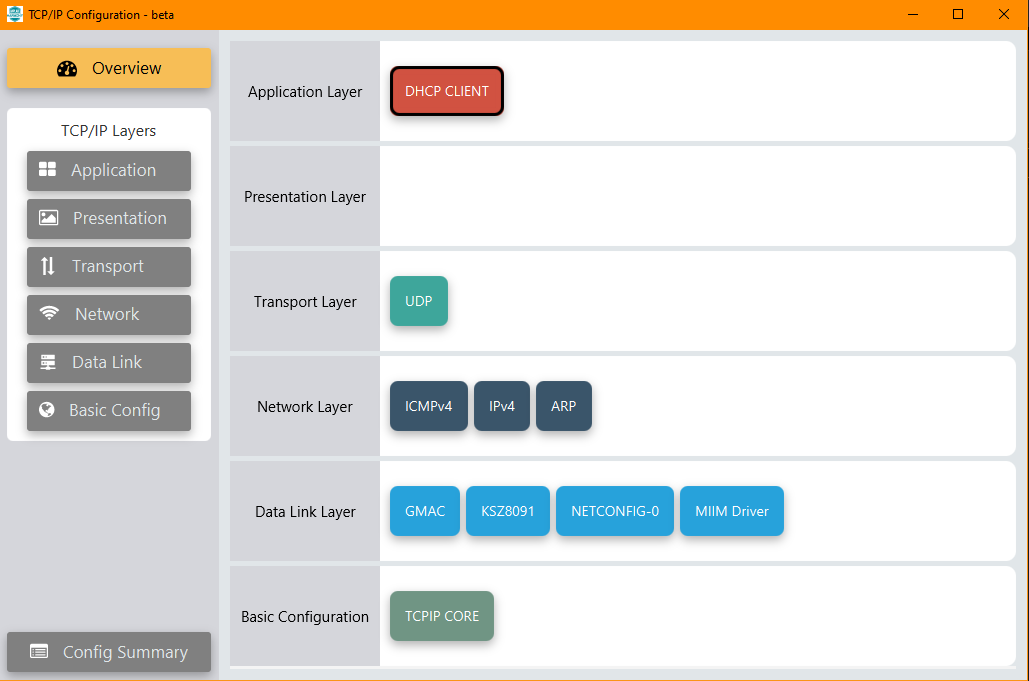 TCP/IP Configuration - beta
Overview
TCP/IP Layers
Application
Presentation
Transport
Network
Data Link
Basic Config
Config Summary
Application Layer
DHCP CLIENT
Presentation Layer
Transport Layer
UDP
Network Layer
ICMPv4 IPv4 ARP
Data Link Layer
GMAC KSZ8091 NETCONFIG-0 MIIM Driver
Basic Configuration
TCPIP CORE